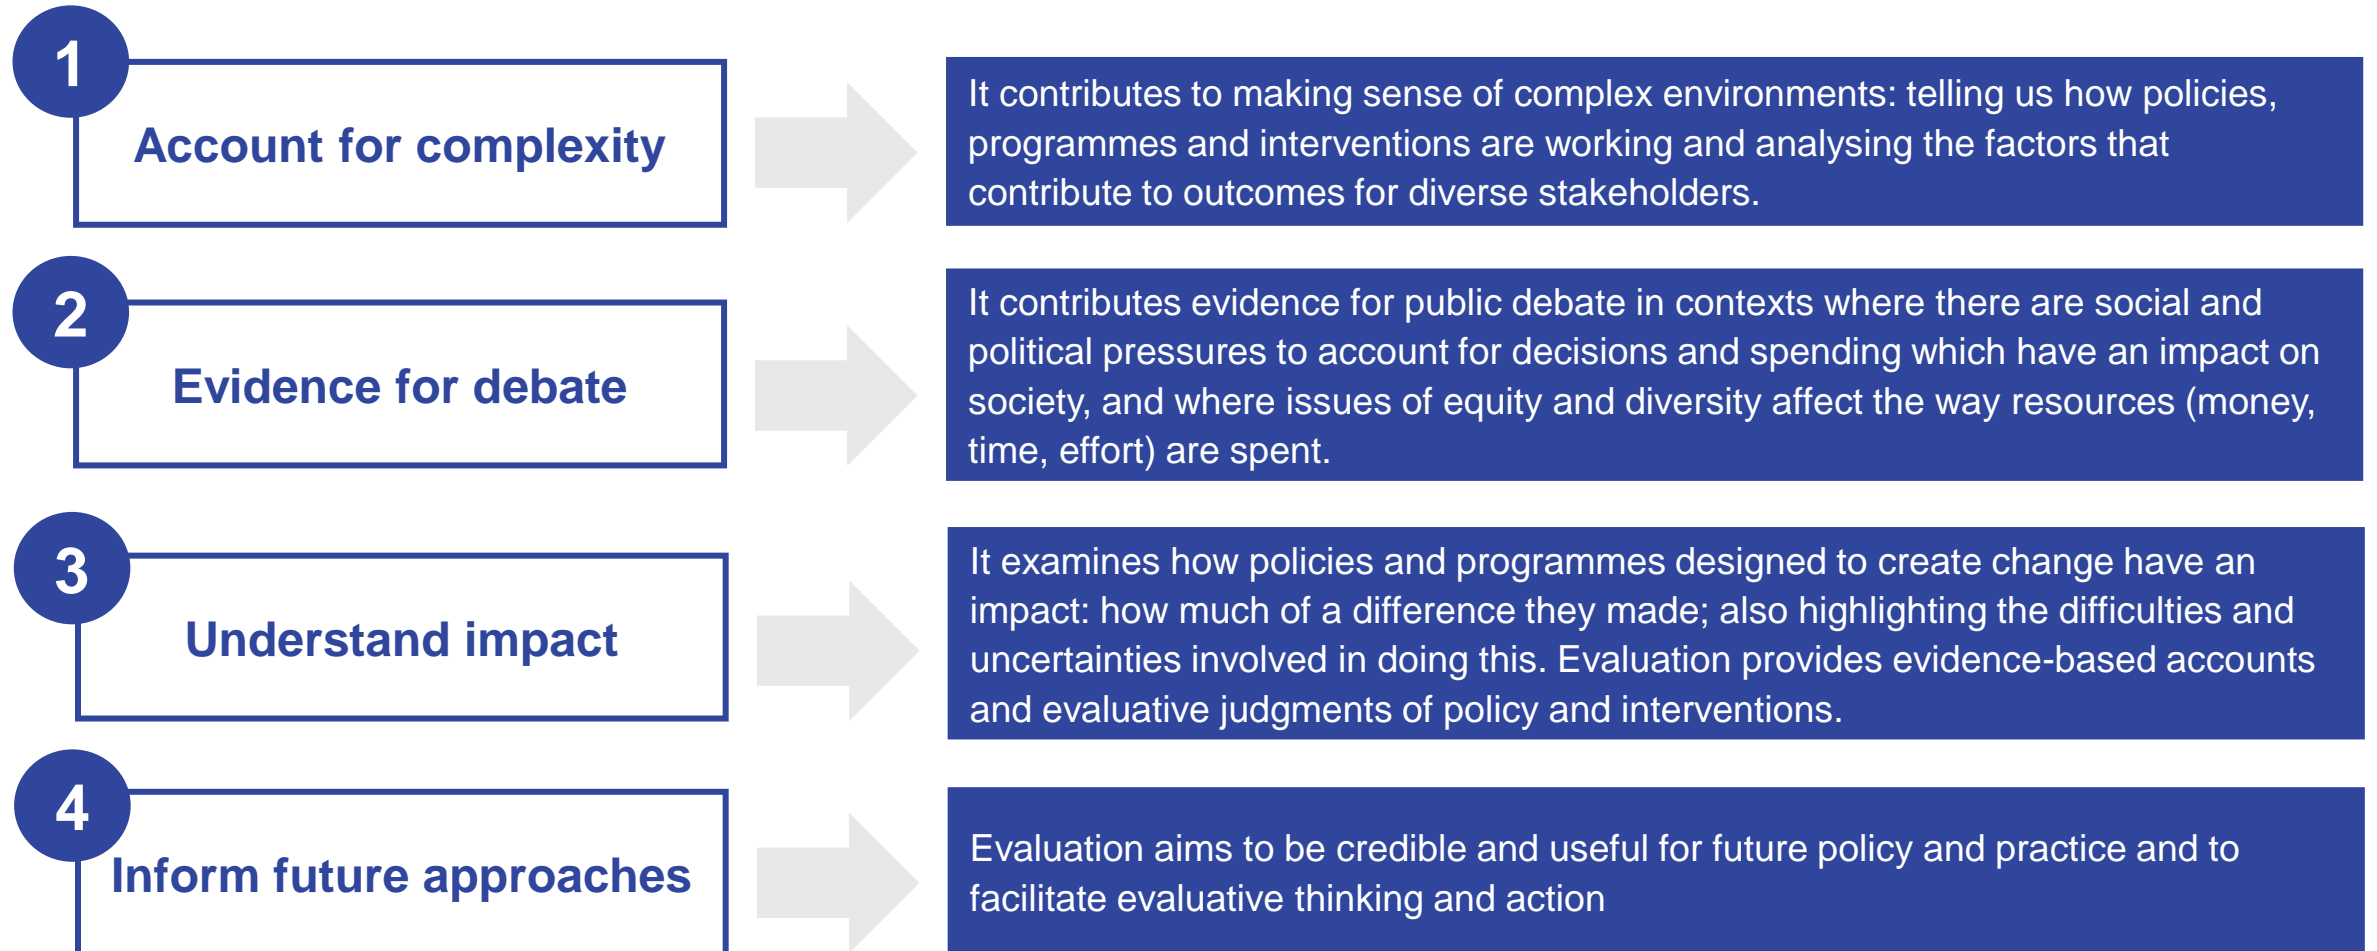 1
Account for complexity
It contributes to making sense of complex environments: telling us how policies,
programmes and interventions are working and analysing the factors that
contribute to outcomes for diverse stakeholders.
2
Evidence for debate
It contributes evidence for public debate in contexts where there are social and
political pressures to account for decisions and spending which have an impact on
society, and where issues of equity and diversity affect the way resources (money,
time, effort) are spent.
3
Understand impact
It examines how policies and programmes designed to create change have an
impact: how much of a difference they made; also highlighting the difficulties and
uncertainties involved in doing this. Evaluation provides evidence-based accounts
and evaluative judgments of policy and interventions.
4
Inform future approaches
Evaluation aims to be credible and useful for future policy and practice and to
facilitate evaluative thinking and action